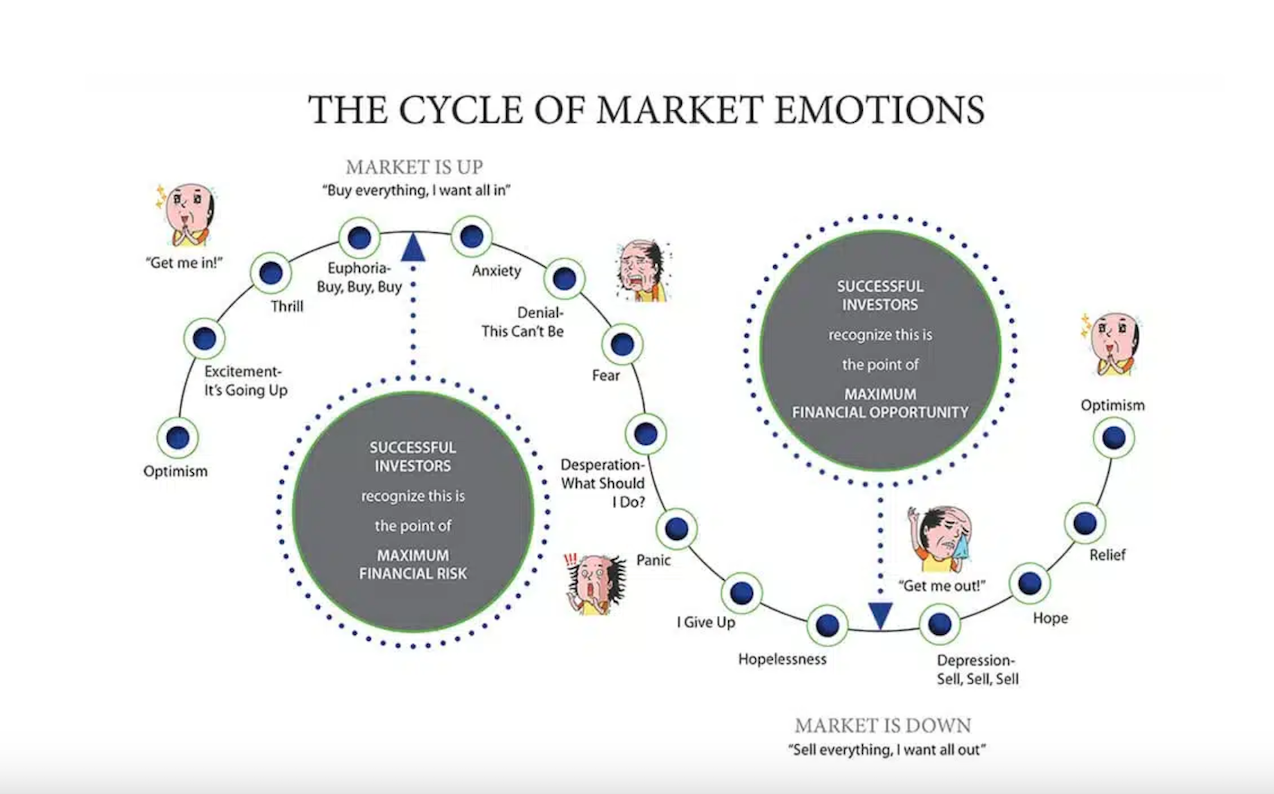 THE CYCLE OF MARKET EMOTIONS
MARKET IS UP
“Buy everything, I want all in”
“Get me in!”
Optimism
Excitement-
It’s Going Up
Thrill
Euphoria-
Buy, Buy, Buy
Anxiety
Denial-
This Can’t Be
Fear
SUCCESSFUL
INVESTORS
recognize this is
the point of
MAXIMUM
FINANCIAL RISK
Desperation-
What Should
I Do?
!!!
Panic
I Give Up
Hopelessness
SUCCESSFUL
INVESTORS
recognize this is
the point of
MAXIMUM
FINANCIAL OPPORTUNITY
“Get me out!”
Depression-
Sell, Sell, Sell
Hope
Relief
Optimism
MARKET IS DOWN
“Sell everything, I want all out”